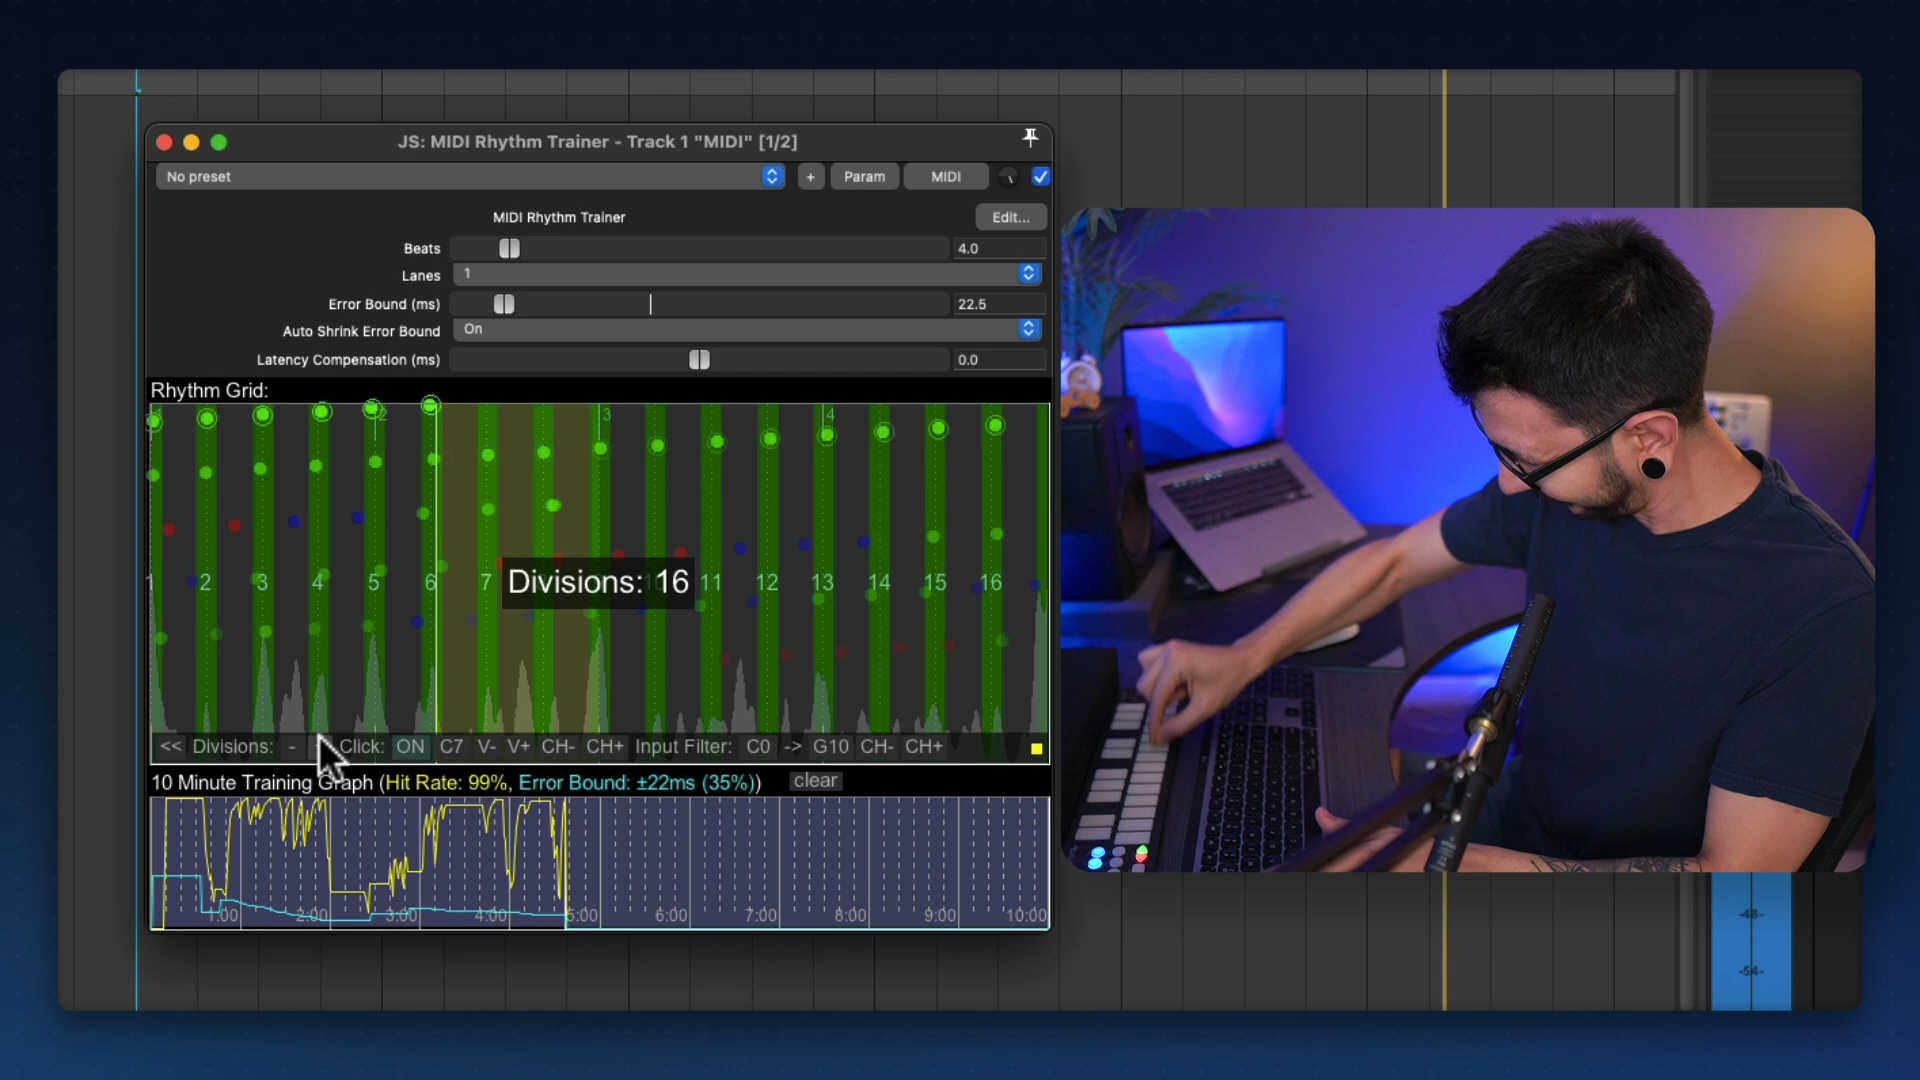 JS: MIDI Rhythm Trainer - Track 1 "MIDI" [1/2]
No preset
+
Param
MIDI
MIDI Rhythm Trainer
Edit...
Beats
4.0
Lanes
1
Error Bound (ms)
22.5
Auto Shrink Error Bound
On
Latency Compensation (ms)
0.0
Rhythm Grid:
2
3
4
1 2 3 4 5 6 7 11 12 13 14 15 16
Divisions: 16
<< Divisions: - Click: ON C7 V- V+ CH- CH+ Input Filter: C0 -> G10 CH- CH+
10 Minute Training Graph (Hit Rate: 99%, Error Bound: ±22ms (35%))
clear
1:00 2:00 3:00 4:00 5:00 6:00 7:00 8:00 9:00 10:00
-48-
-54-